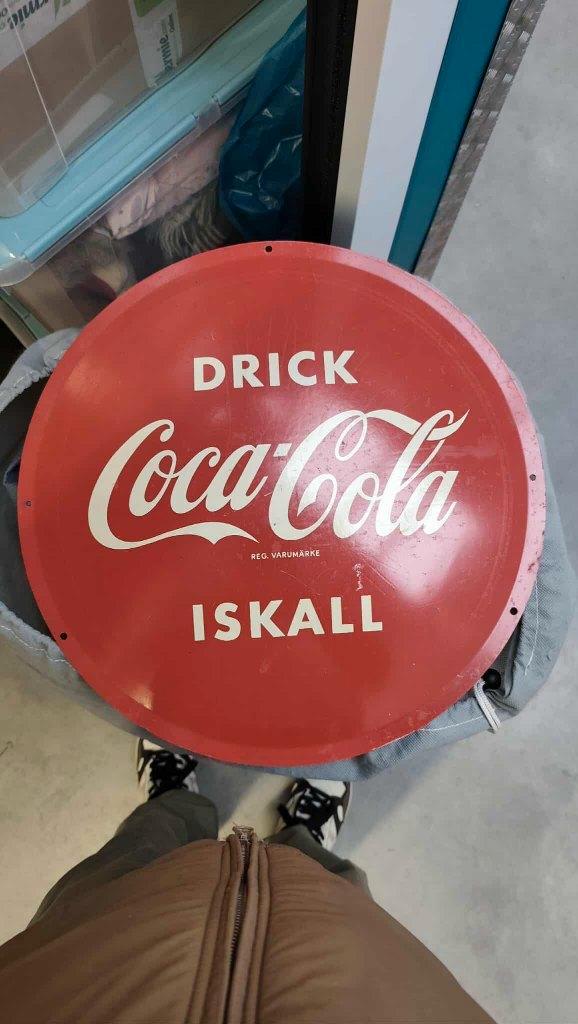 DRICK
Coca-Cola
REG. VARUMÄRKE
ISKALL